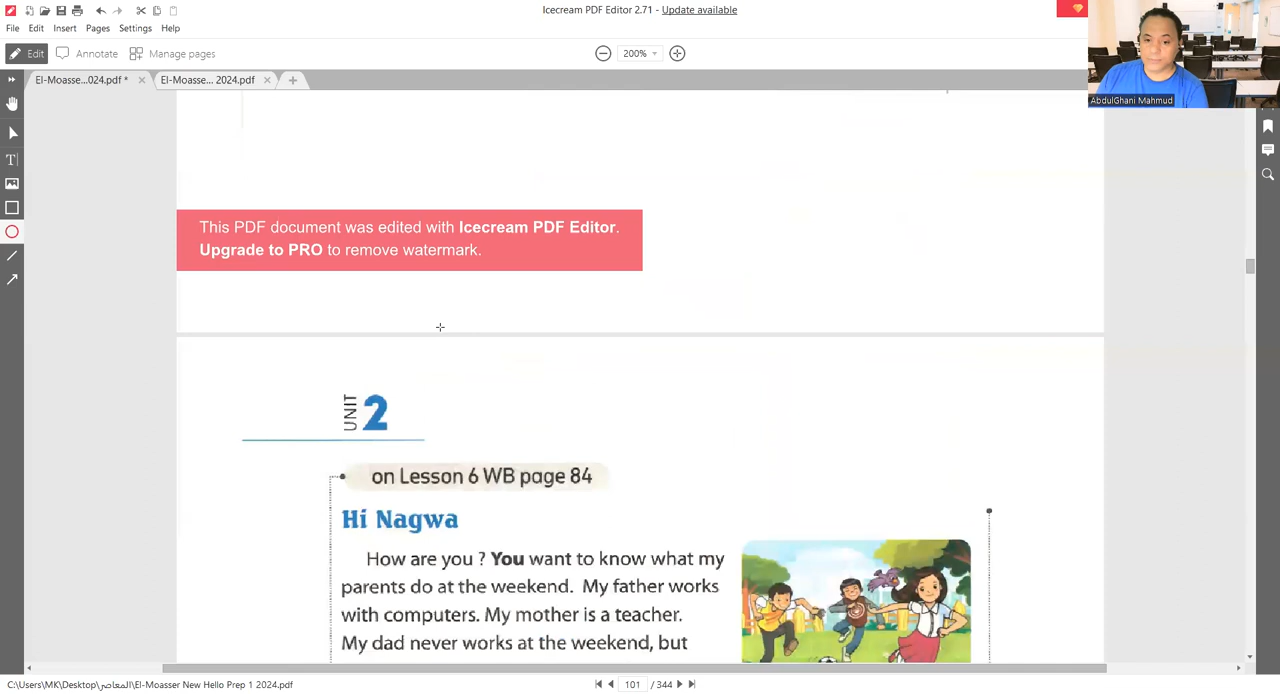 Icecream PDF Editor 2.71 - Update available
File Edit Insert Pages Settings Help
Edit Annotate Manage pages
200%
El-Moasse...024.pdf * El-Moasse... 2024.pdf
AbdulGhani Mahmud
This PDF document was edited with Icecream PDF Editor.
Upgrade to PRO to remove watermark.
UNIT 2
on Lesson 6 WB page 84
Hi Nagwa
How are you ? You want to know what my
parents do at the weekend. My father works
with computers. My mother is a teacher.
My dad never works at the weekend, but
C:\Users\MK\Desktop\المعاصر\El-Moasser New Hello Prep 1 2024.pdf
101 / 344